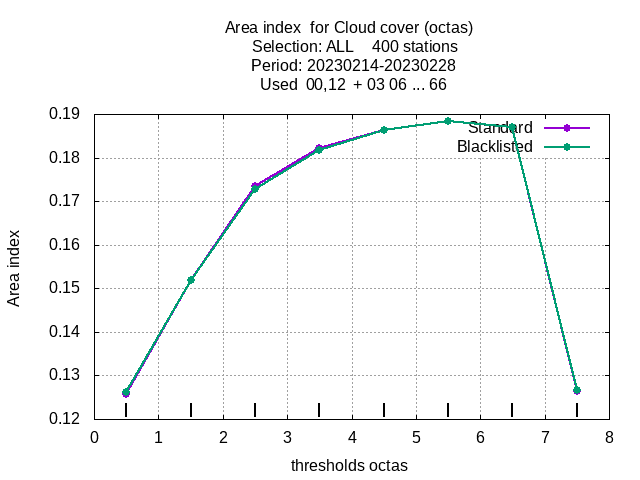 Area index  for Cloud cover (octas)
Selection: ALL    400 stations
Period: 20230214-20230228
Used  00,12  + 03 06 ... 66
Standard
Blacklisted
Area index
0.19
0.18
0.17
0.16
0.15
0.14
0.13
0.12
0 1 2 3 4 5 6 7 8
thresholds octas